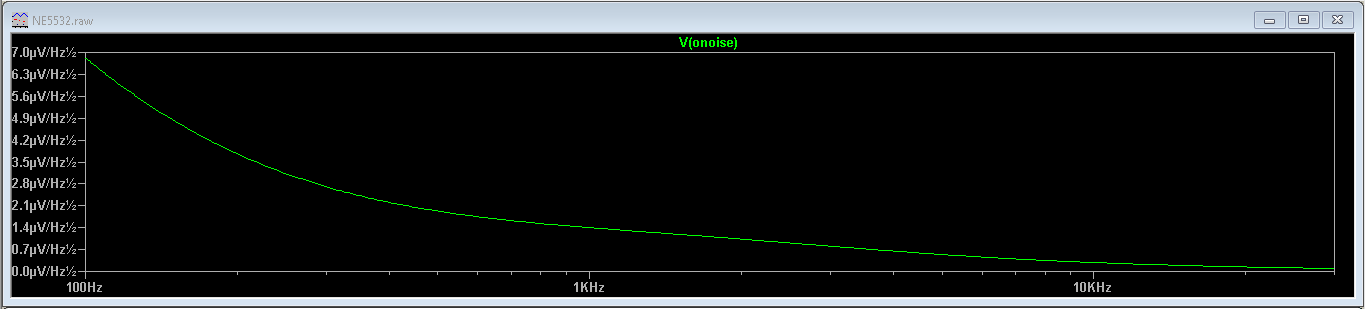 NE5532.raw
V(onoise)
7.0µV/Hz½
6.3µV/Hz½
5.6µV/Hz½
4.9µV/Hz½
4.2µV/Hz½
3.5µV/Hz½
2.8µV/Hz½
2.1µV/Hz½
1.4µV/Hz½
0.7µV/Hz½
0.0µV/Hz½
100Hz 1KHz 10KHz